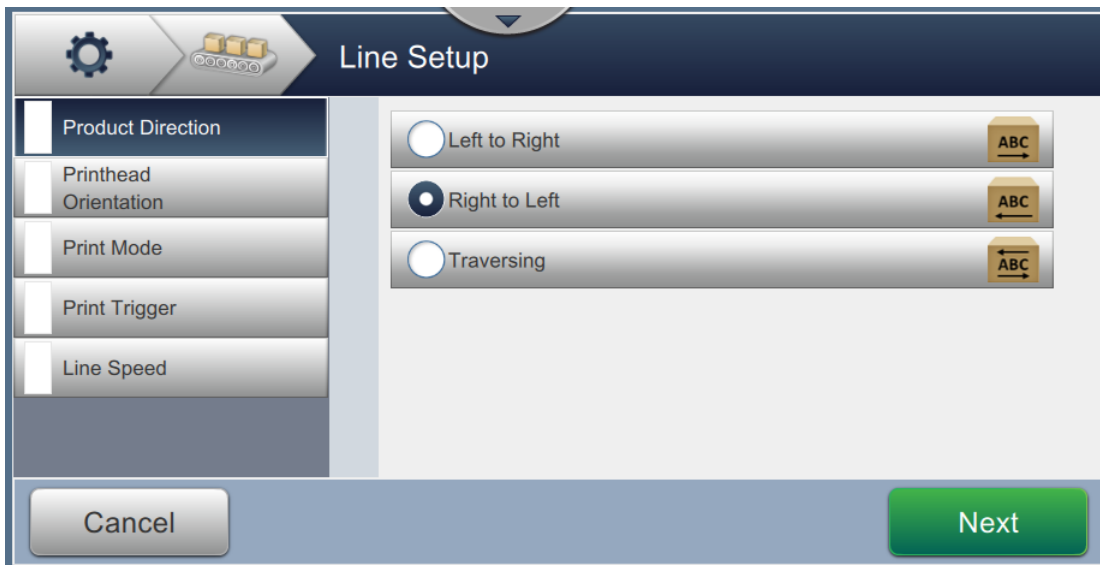 Line Setup
Product Direction
Printhead
Orientation
Print Mode
Print Trigger
Line Speed
Left to Right
ABC
Right to Left
ABC
Traversing
ABC
Cancel
Next